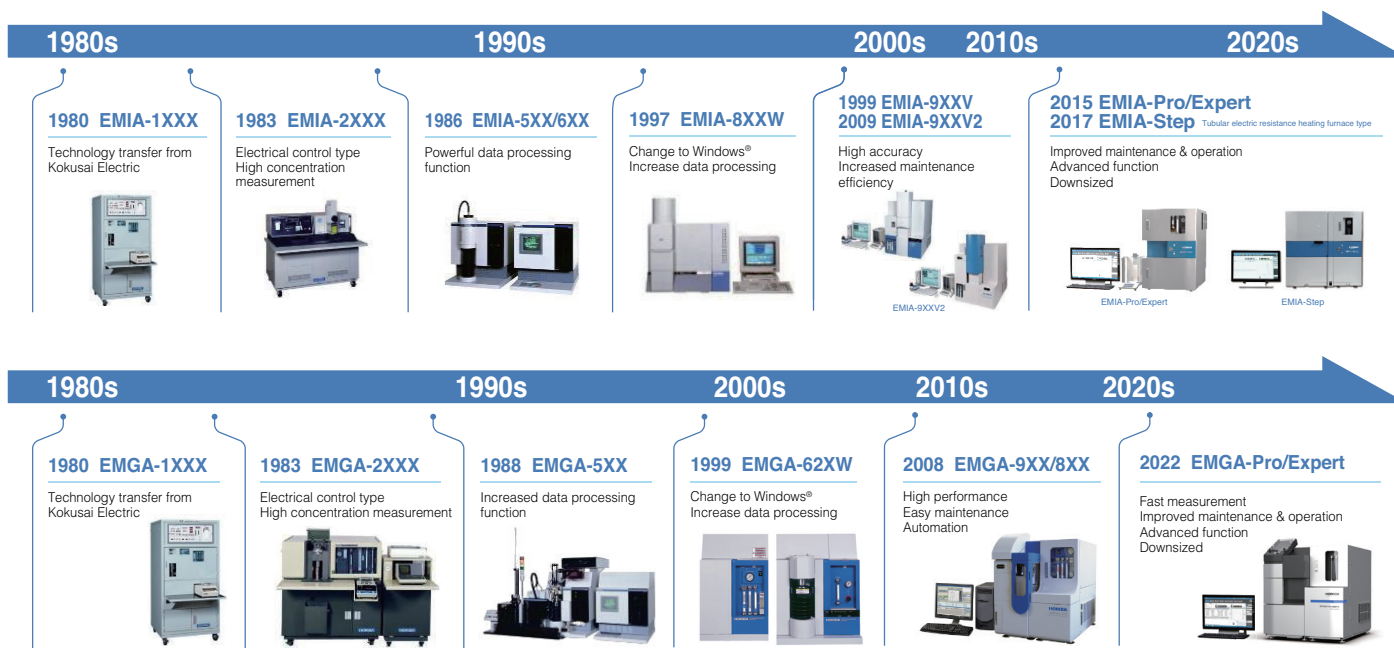 1980s 1990s 2000s 2010s 2020s
1980 EMIA-1XXX
Technology transfer from
Kokusai Electric
1983 EMIA-2XXX
Electrical control type
High concentration
measurement
1986 EMIA-5XX/6XX
Powerful data processing
function
1997 EMIA-8XXW
Change to Windows®
Increase data processing
1999 EMIA-9XXV
2009 EMIA-9XXV2
High accuracy
Increased maintenance
efficiency
EMIA-9XXV2
2015 EMIA-Pro/Expert
2017 EMIA-Step Tubular electric resistance heating furnace type
Improved maintenance & operation
Advanced function
Downsized
EMIA-Pro/Expert
EMIA-Step
1980s 1990s 2000s 2010s 2020s
1980 EMGA-1XXX
Technology transfer from
Kokusai Electric
1983 EMGA-2XXX
Electrical control type
High concentration measurement
HORIBA
HORIBA
1988 EMGA-5XX
Increased data processing
function
1999 EMGA-62XW
Change to Windows®
Increase data processing
HORIBA
HORIBA
2008 EMGA-9XX/8XX
High performance
Easy maintenance
Automation
HORIBA
2022 EMGA-Pro/Expert
Fast measurement
Improved maintenance & operation
Advanced function
Downsized
HORIBA